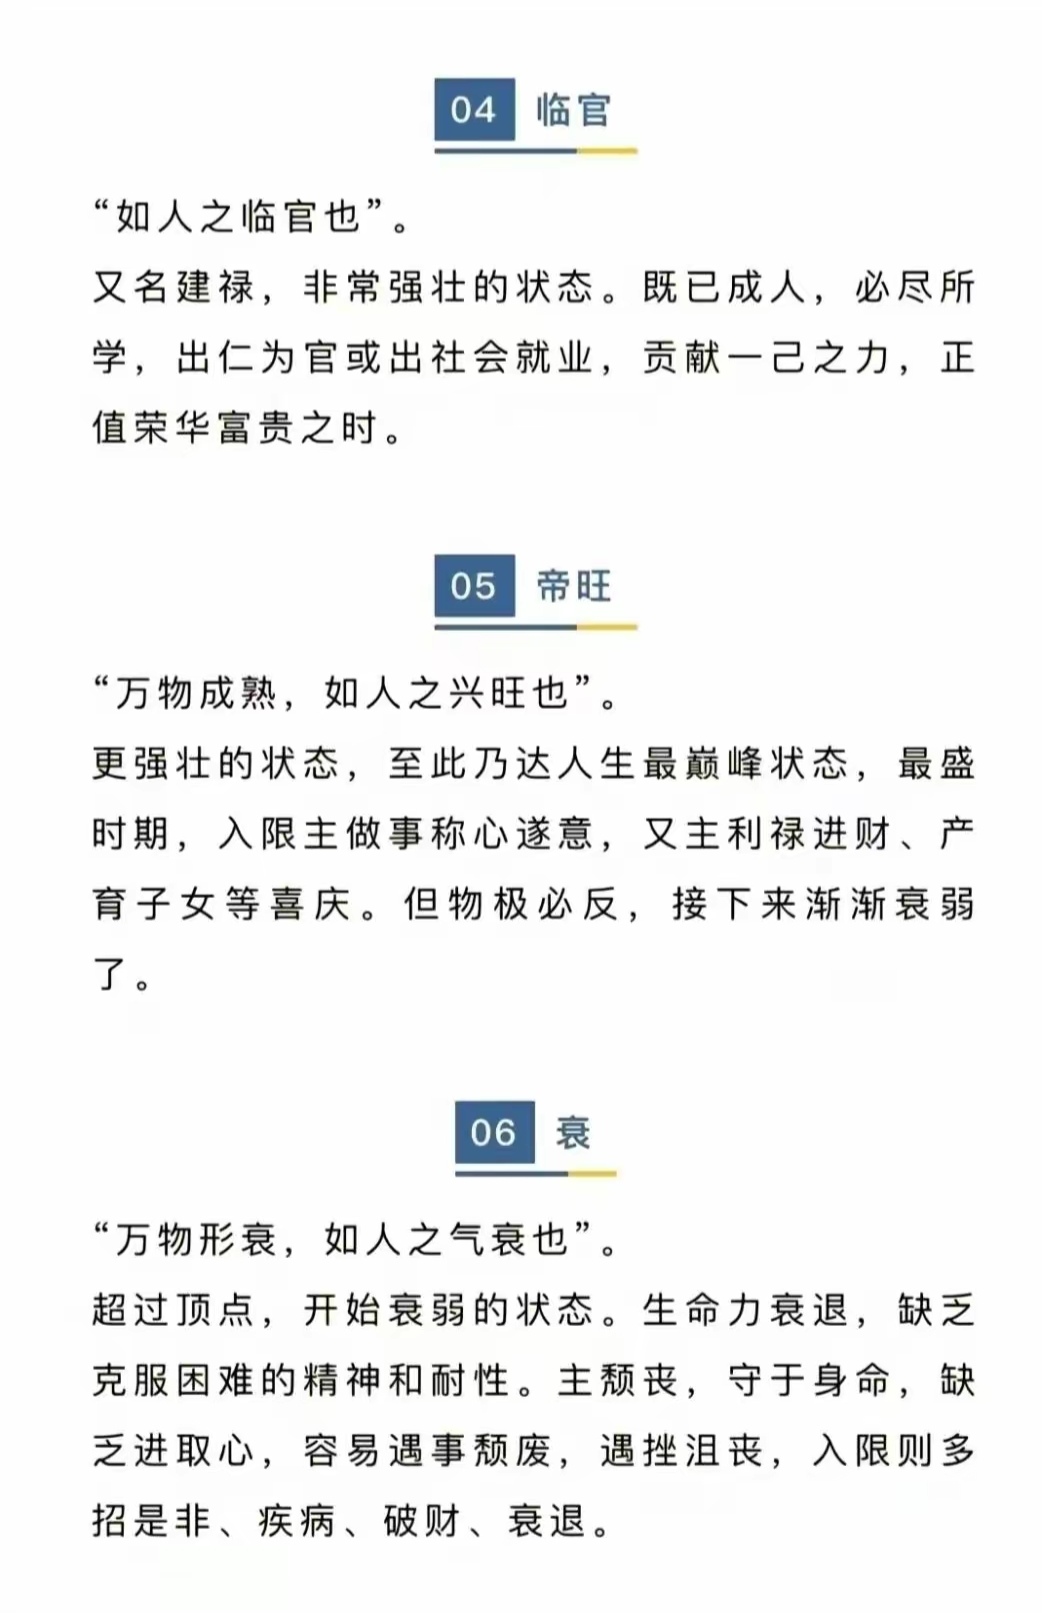 04 临官
“如人之临官也”。
又名建禄，非常强壮的状态。既已成人，必尽所
学，出仁为官或出社会就业，贡献一己之力，正
值荣华富贵之时。
05 帝旺
“万物成熟，如人之兴旺也”。
更强壮的状态，至此乃达人生最巅峰状态，最盛
时期，入限主做事称心遂意，又主利禄进财、产
育子女等喜庆。但物极必反，接下来渐渐衰弱
了。
06 衰
“万物形衰，如人之气衰也”。
超过顶点，开始衰弱的状态。生命力衰退，缺乏
克服困难的精神和耐性。主颓丧，守于身命，缺
乏进取心，容易遇事颓废，遇挫沮丧，入限则多
招是非、疾病、破财、衰退。